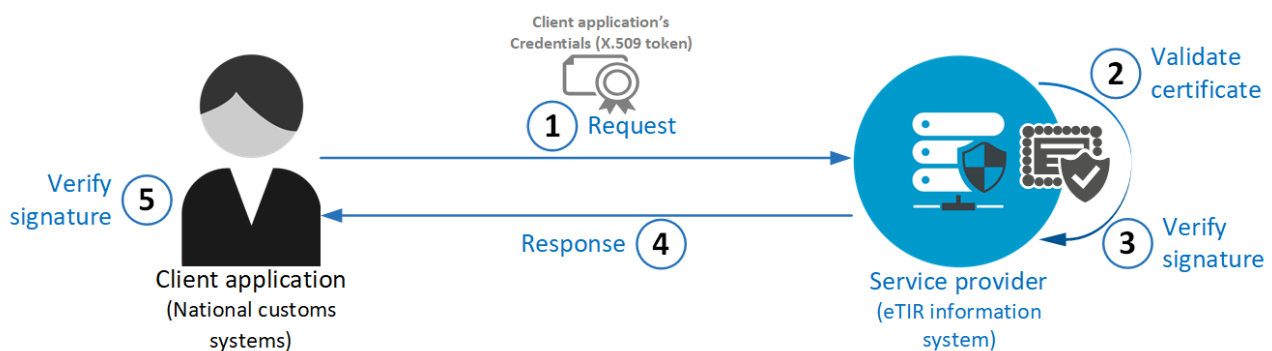 Client application's
Credentials (X.509 token)
1 Request
2 Validate
certificate
Verify
signature 5
Response 4
3 Verify
signature
Client application
(National customs
systems)
Service provider
(eTIR information
system)